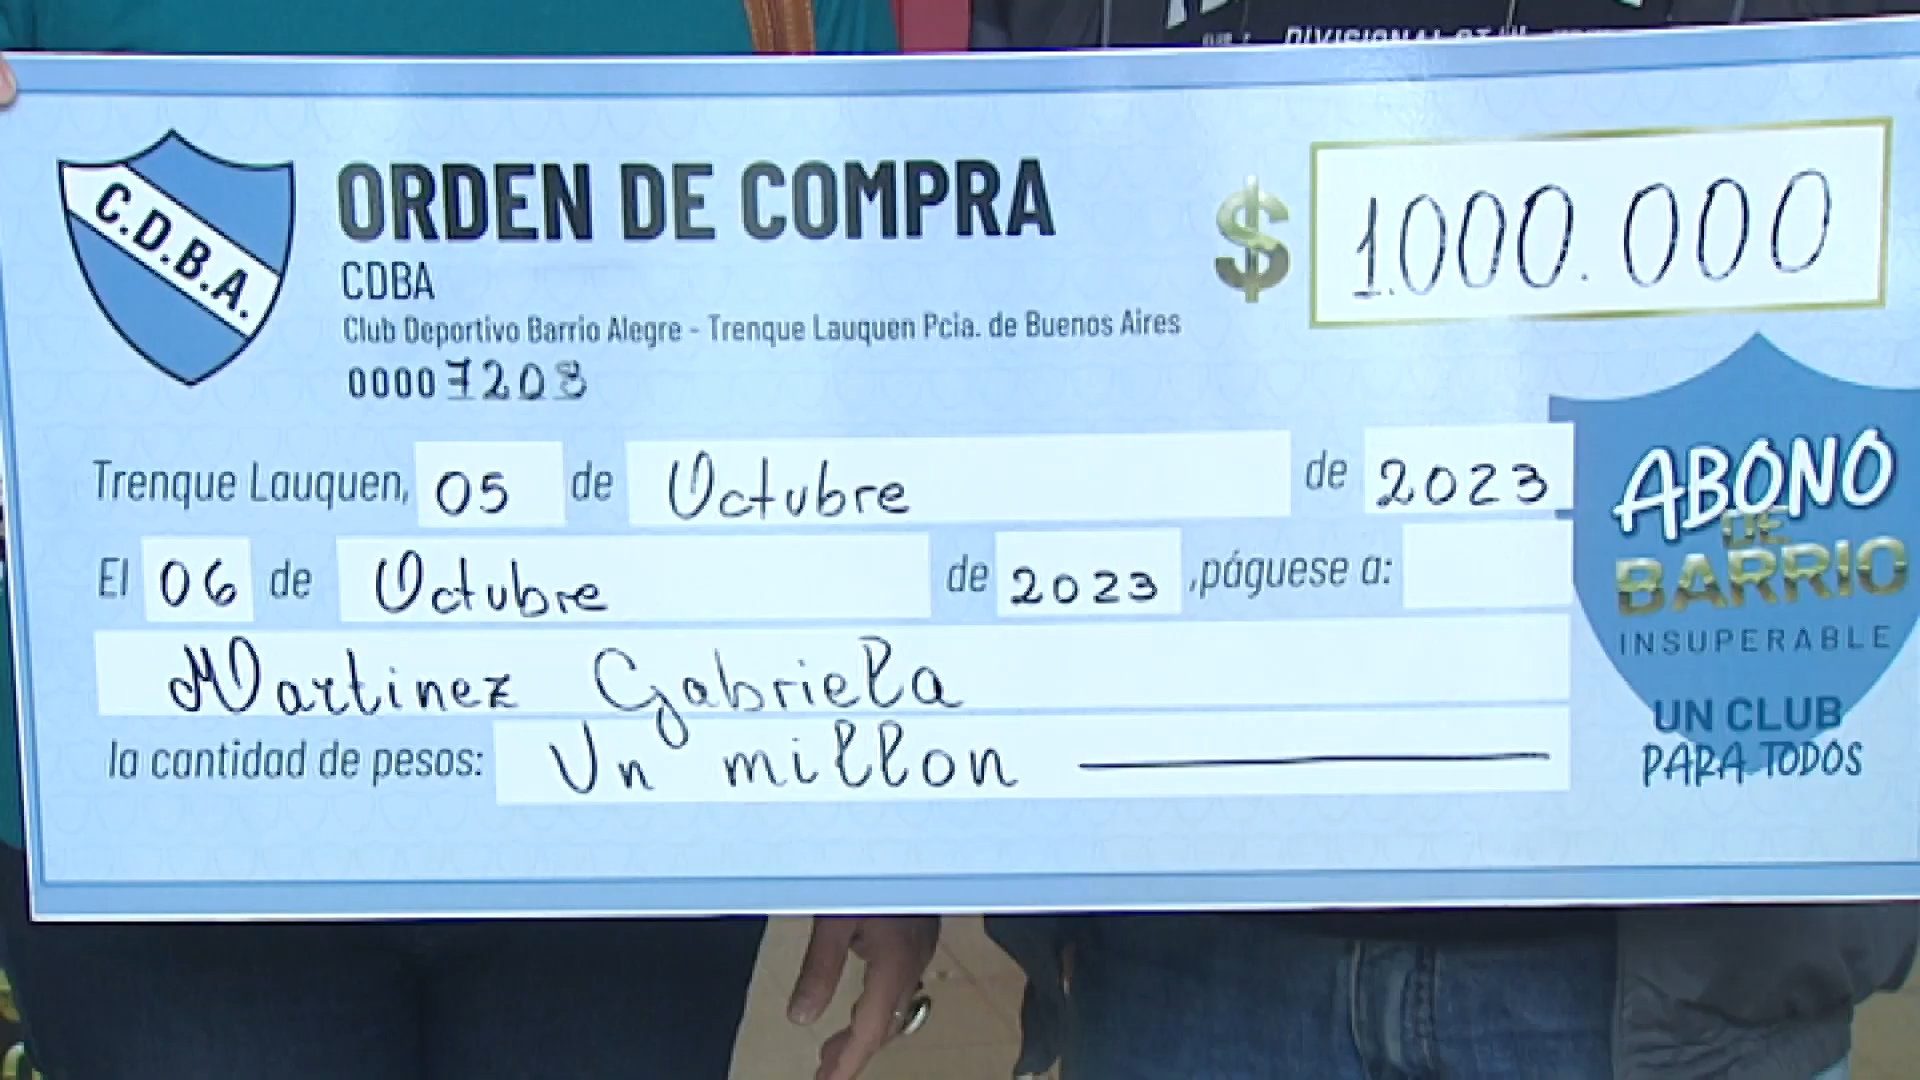 C.D.B.A.
ORDEN DE COMPRA
CDBA
Club Deportivo Barrio Alegre - Trenque Lauquen Pcia. de Buenos Aires
00007203
$ 1.000.000
Trenque Lauquen, 05 de Octubre de 2023
El 06 de Octubre de 2023 ,páguese a:
Martinez Gabriela
la cantidad de pesos: Un millon
ABONO
DE
BARRIO
INSUPERABLE
UN CLUB
PARA TODOS